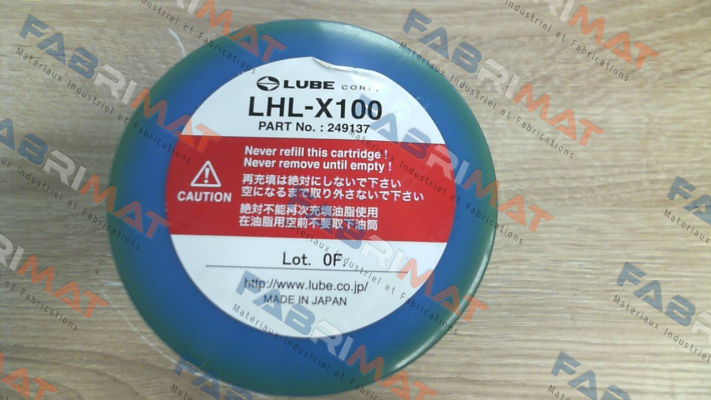 LUBE CORP.
LHL-X100
PART No. : 249137
Never refill this cartridge !
Never remove until empty !
CAUTION
再充填は絶対にしないで下さい
空になるまで取り外さないで下さい
絶対不能再次充填油脂使用
在油脂用空前不要取下油筒
Lot. 0F.
http://www.lube.co.jp/
MADE IN JAPAN
FABRIMAT
Matériaux Industriel et Fabrications